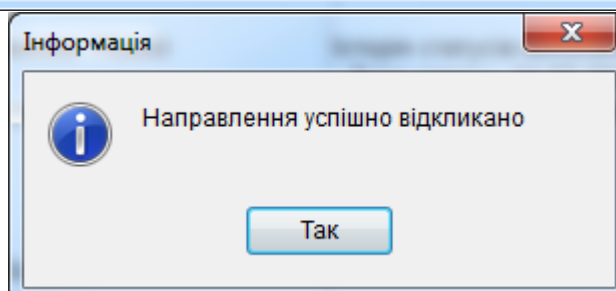 Інформація
Направлення успішно відкликано
Так